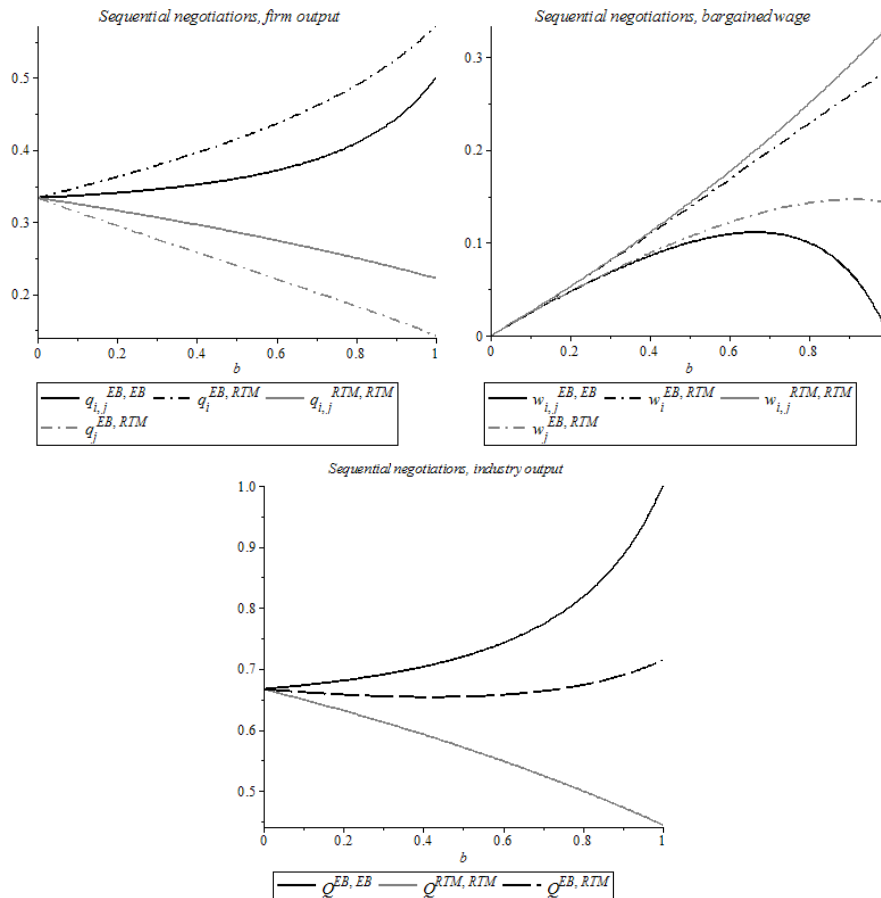 Sequential negotiations, firm output
0.5
0.4
0.3
0.2
0 0.2 0.4 0.6 0.8 1
b
q_{i,j}^{EB, EB} q_i^{EB, RTM} q_{i,j}^{RTM, RTM}
q_j^{EB, RTM}
Sequential negotiations, bargained wage
0.3
0.2
0.1
0
0.2 0.4 0.6 0.8
b
w_{i,j}^{EB, EB} w_i^{EB, RTM} w_{i,j}^{RTM, RTM}
w_j^{EB, RTM}
Sequential negotiations, industry output
1.0
0.9
0.8
0.7
0.6
0.5
0 0.2 0.4 0.6 0.8 1
b
Q^{EB, EB} Q^{RTM, RTM} Q^{EB, RTM}